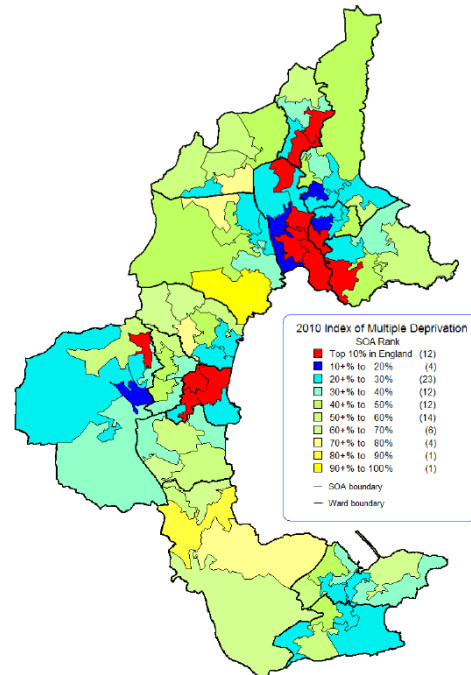 2010 Index of Multiple Deprivation
SOA Rank
Top 10% in England (12)
10+% to 20% (4)
20+% to 30% (23)
30+% to 40% (12)
40+% to 50% (12)
50+% to 60% (14)
60+% to 70% (6)
70+% to 80% (4)
80+% to 90% (1)
90+% to 100% (1)
SOA boundary
Ward boundary